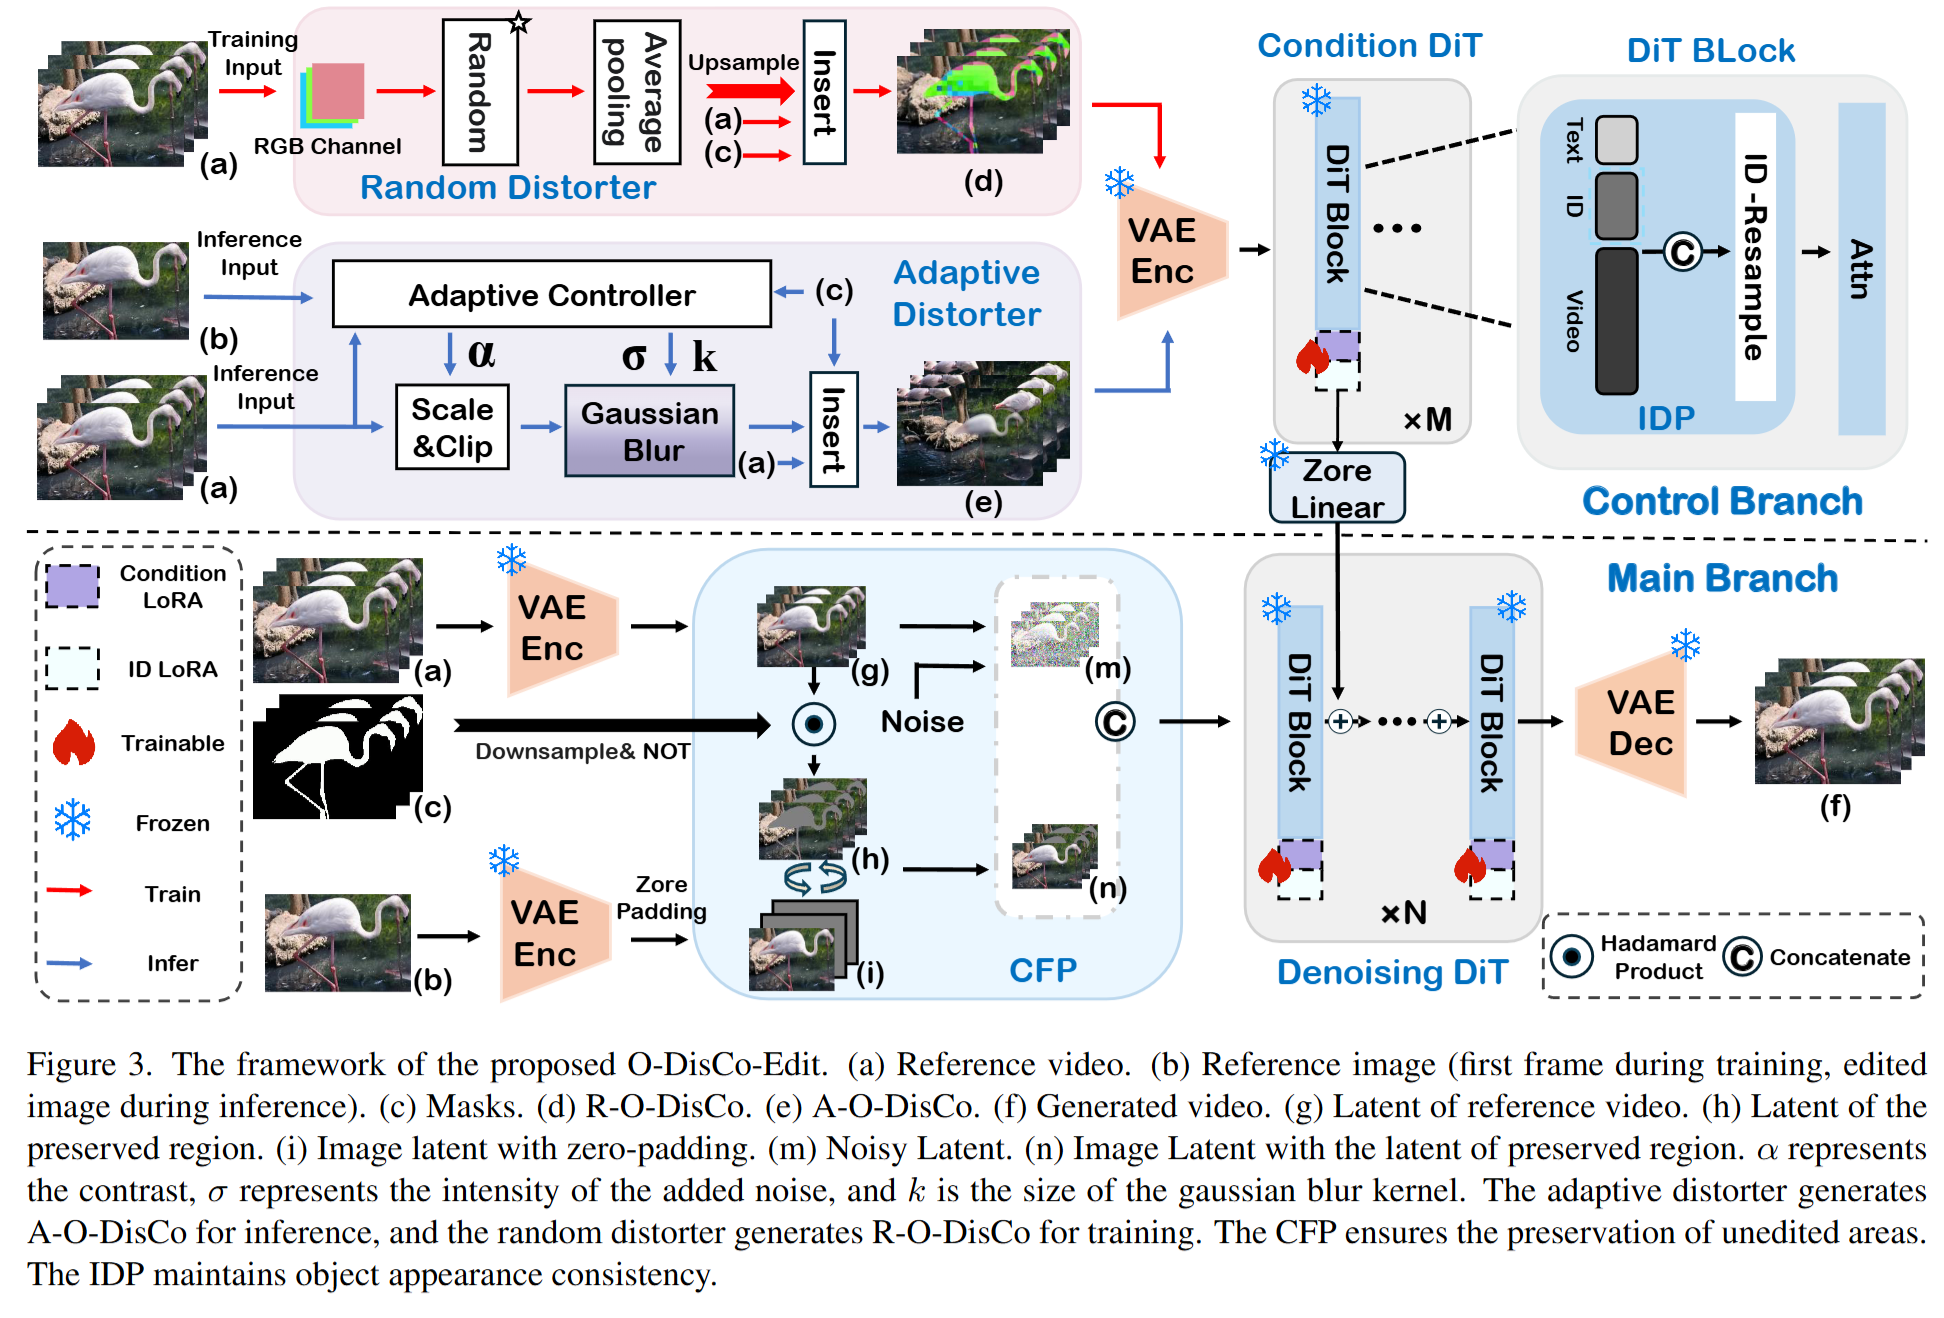 Training
Input
(a)
RGB Channel
Random
Average
pooling
Upsample
(a)
(c)
Insert
(d)
Random Distorter
Inference
Input
(b)
Inference
Input
(a)
Adaptive Controller
(c)
Adaptive
Distorter
α
σ
k
Scale
&Clip
Gaussian
Blur
(a)
Insert
(e)
VAE
Enc
Condition DiT
DiT Block
•••
×M
Zore
Linear
DiT BLock
Text
ID
Video
C
ID -Resample
Attn
IDP
Control Branch
Condition
LoRA
ID LoRA
Trainable
Frozen
Train
Infer
(a)
(c)
(b)
VAE
Enc
Downsample& NOT
VAE
Enc
Zore
Padding
(g)
Noise
(h)
(i)
(m)
(n)
C
CFP
Main Branch
DiT Block
+
•••
+
DiT Block
×N
Denoising DiT
VAE
Dec
(f)
Hadamard
Product
C Concatenate
Figure 3. The framework of the proposed O-DisCo-Edit. (a) Reference video. (b) Reference image (first frame during training, edited
image during inference). (c) Masks. (d) R-O-DisCo. (e) A-O-DisCo. (f) Generated video. (g) Latent of reference video. (h) Latent of the
preserved region. (i) Image latent with zero-padding. (m) Noisy Latent. (n) Image Latent with the latent of preserved region. α represents
the contrast, σ represents the intensity of the added noise, and k is the size of the gaussian blur kernel. The adaptive distorter generates
A-O-DisCo for inference, and the random distorter generates R-O-DisCo for training. The CFP ensures the preservation of unedited areas.
The IDP maintains object appearance consistency.